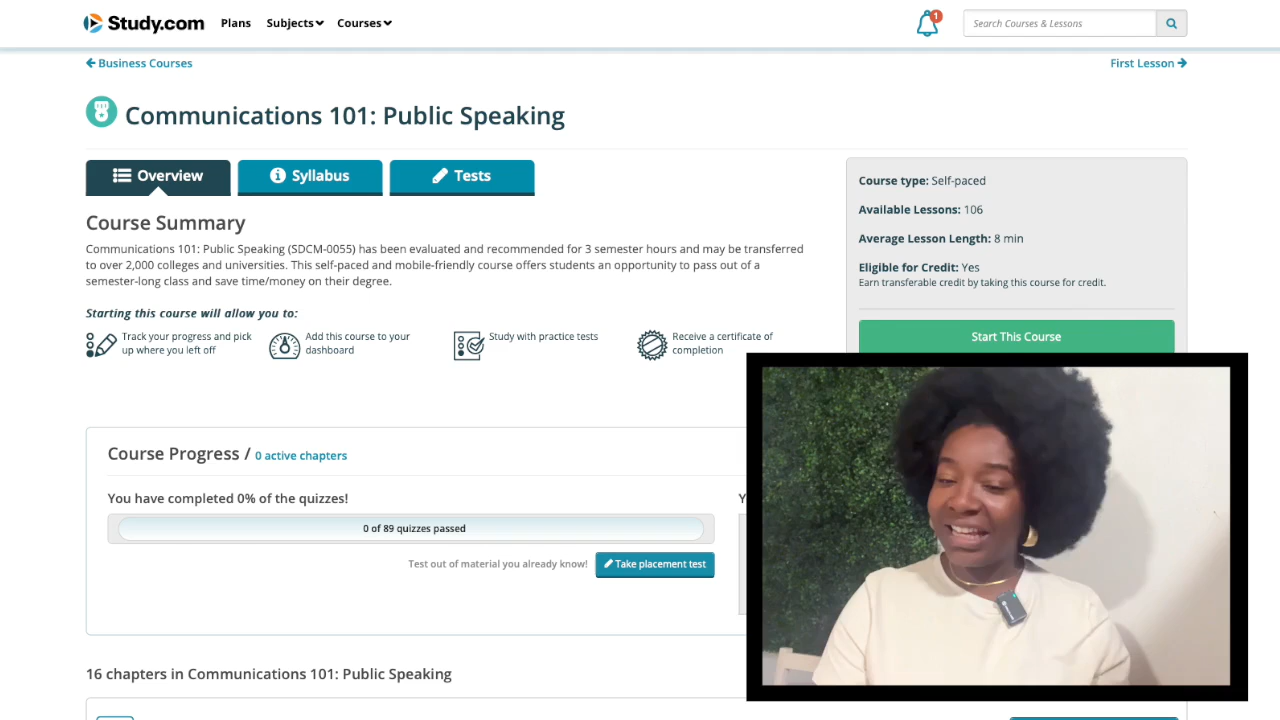 Study.com
Plans
Subjects
Courses
1
Search Courses & Lessons
Business Courses
First Lesson
Communications 101: Public Speaking
Overview
Syllabus
Tests
Course Summary
Communications 101: Public Speaking (SDCM-0055) has been evaluated and recommended for 3 semester hours and may be transferred
to over 2,000 colleges and universities. This self-paced and mobile-friendly course offers students an opportunity to pass out of a
semester-long class and save time/money on their degree.
Starting this course will allow you to:
Track your progress and pick
up where you left off
Add this course to your
dashboard
Study with practice tests
Receive a certificate of
completion
Course type: Self-paced
Available Lessons: 106
Average Lesson Length: 8 min
Eligible for Credit: Yes
Earn transferable credit by taking this course for credit.
Start This Course
Course Progress / 0 active chapters
You have completed 0% of the quizzes!
0 of 89 quizzes passed
Test out of material you already know!
Take placement test
16 chapters in Communications 101: Public Speaking